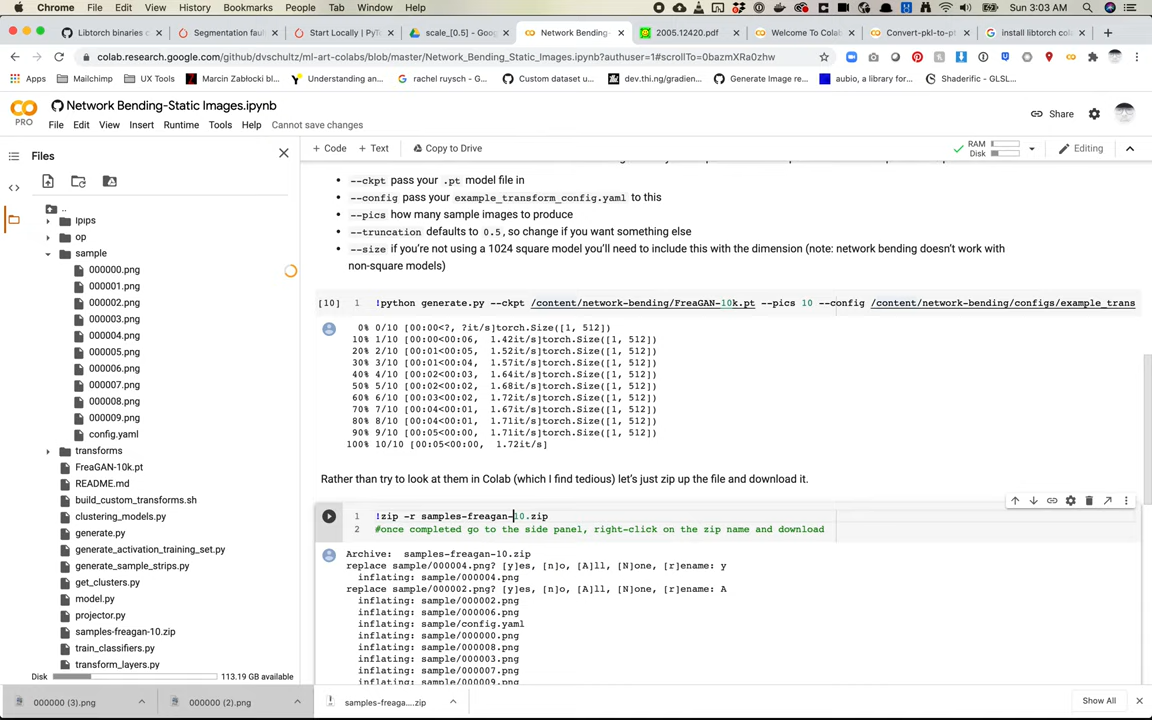 Chrome File Edit View History Bookmarks People Tab Window Help Sun 3:03 AM
Libtorch binaries c Segmentation fau Start Locally | PyT scale_[0.5] - Goog Network Bending- 2005.12420.pdf Welcome To Colab Convert-pkl-to-pt install libtorch cola
colab.research.google.com/github/dvschultz/ml-art-colabs/blob/master/Network_Bending_Static_Images.ipynb?authuser=1#scrollTo=0bazmXRa0zhw
Apps Mailchimp UX Tools Marcin Zabłocki bl... Understanding an... rachel ruysch - G... Custom dataset u... dev.thi.ng/gradien... Generate Image re... aubio, a library fo... Shaderific - GLSL...
CO Network Bending-Static Images.ipynb
PRO File Edit View Insert Runtime Tools Help Cannot save changes
Share
Files
+ Code + Text Copy to Drive
RAM
Disk
Editing
..
lpips
op
sample
000000.png
000001.png
000002.png
000003.png
000004.png
000005.png
000006.png
000007.png
000008.png
000009.png
config.yaml
transforms
FreaGAN-10k.pt
README.md
build_custom_transforms.sh
clustering_models.py
generate.py
generate_activation_training_set.py
generate_sample_strips.py
get_clusters.py
model.py
projector.py
samples-freagan-10.zip
train_classifiers.py
transform_layers.py
Disk 113.19 GB available
--ckpt pass your .pt model file in
--config pass your example_transform_config.yaml to this
--pics how many sample images to produce
--truncation defaults to 0.5, so change if you want something else
--size if you're not using a 1024 square model you'll need to include this with the dimension (note: network bending doesn't work with
non-square models)
[10] 1 !python generate.py --ckpt /content/network-bending/FreaGAN-10k.pt --pics 10 --config /content/network-bending/configs/example_trans
0% 0/10 [00:00<?, ?it/s]torch.Size([1, 512])
10% 1/10 [00:00<00:06, 1.42it/s]torch.Size([1, 512])
20% 2/10 [00:01<00:05, 1.52it/s]torch.Size([1, 512])
30% 3/10 [00:01<00:04, 1.57it/s]torch.Size([1, 512])
40% 4/10 [00:02<00:03, 1.64it/s]torch.Size([1, 512])
50% 5/10 [00:02<00:02, 1.68it/s]torch.Size([1, 512])
60% 6/10 [00:03<00:02, 1.72it/s]torch.Size([1, 512])
70% 7/10 [00:04<00:01, 1.67it/s]torch.Size([1, 512])
80% 8/10 [00:04<00:01, 1.71it/s]torch.Size([1, 512])
90% 9/10 [00:05<00:00, 1.71it/s]torch.Size([1, 512])
100% 10/10 [00:05<00:00, 1.72it/s]
Rather than try to look at them in Colab (which I find tedious) let's just zip up the file and download it.
1 !zip -r samples-freagan-10.zip
2 #once completed go to the side panel, right-click on the zip name and download
Archive: samples-freagan-10.zip
replace sample/000004.png? [y]es, [n]o, [A]ll, [N]one, [r]ename: y
inflating: sample/000004.png
replace sample/000002.png? [y]es, [n]o, [A]ll, [N]one, [r]ename: A
inflating: sample/000002.png
inflating: sample/000006.png
inflating: sample/config.yaml
inflating: sample/000000.png
inflating: sample/000008.png
inflating: sample/000003.png
inflating: sample/000007.png
inflating: sample/000009.png
000000 (3).png 000000 (2).png samples-freaga....zip Show All